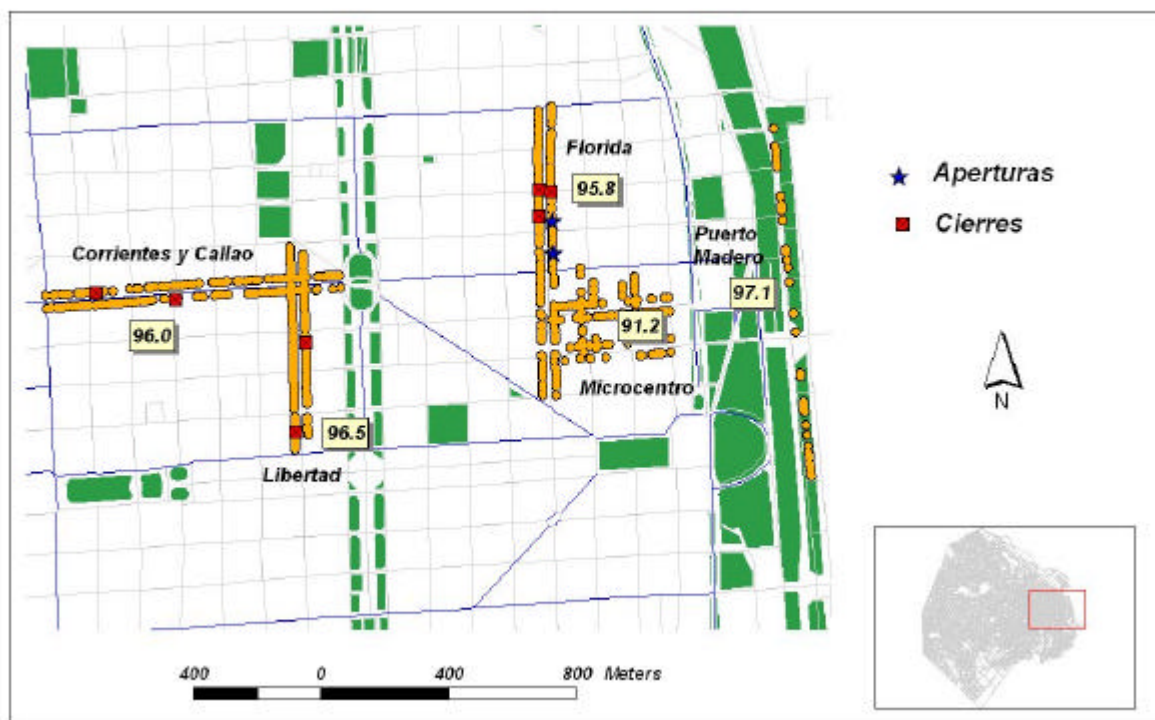 Florida
95.8
Aperturas
Cierres
Corrientes y Callao
Puerto
Madero
97.1
96.0
91.2
Microcentro
96.5
Libertad
N
400 0 400 800 Meters